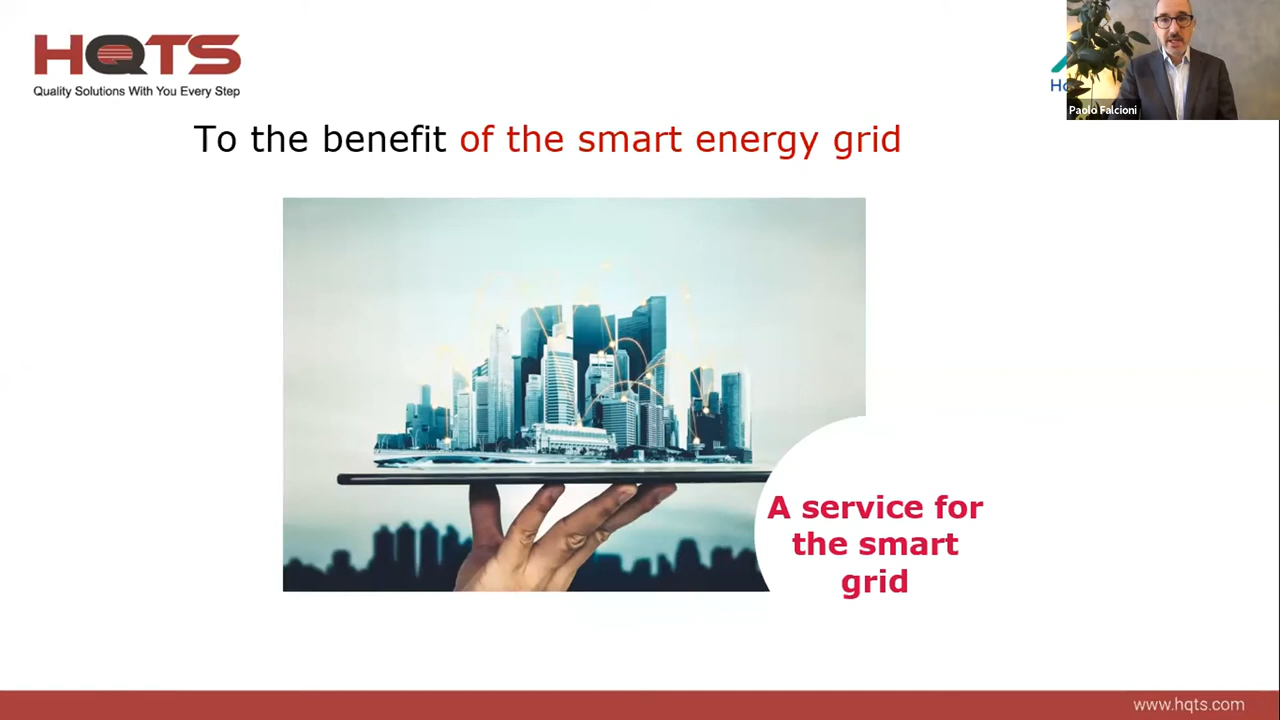 HQTS
Quality Solutions With You Every Step
Paolo Falcioni
To the benefit of the smart energy grid
A service for
the smart
grid
www.hqts.com